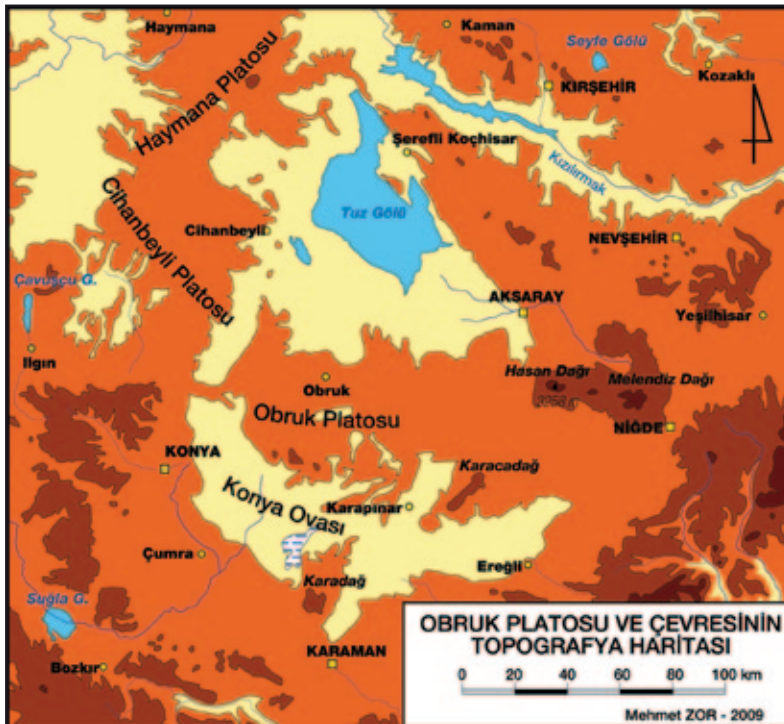 Haymana
Kaman
Seyfe Gölü
Kozaklı
KIRŞEHİR
Haymana Platosu
Şerefli Koçhisar
Kızılırmak
Cihanbeyli Platosu
Cihanbeyli
Tuz Gölü
NEVŞEHİR
Çavuşçu G.
AKSARAY
Yeşilhisar
Ilgın
Obruk
Hasan Dağı
Melendiz Dağı
Obruk Platosu
NİĞDE
KONYA
Karacadağ
Konya Ovası
Karapınar
Çumra
Karadağ
Ereğli
Suğla G.
Bozkır
KARAMAN
OBRUK PLATOSU VE ÇEVRESİNİN
TOPOGRAFYA HARİTASI
0 20 40 60 80 100 km
Mehmet ZOR - 2009